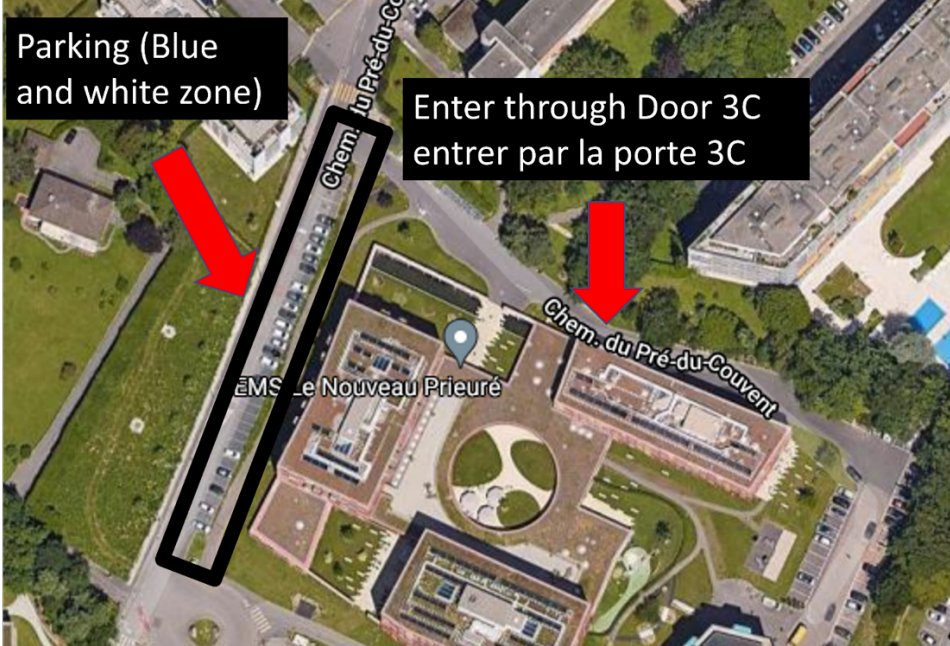 Parking (Blue
and white zone)
Chem. du Pré-du-Co
Enter through Door 3C
entrer par la porte 3C
Chem. du Pré-du-Couvent
EMS Le Nouveau Prieuré